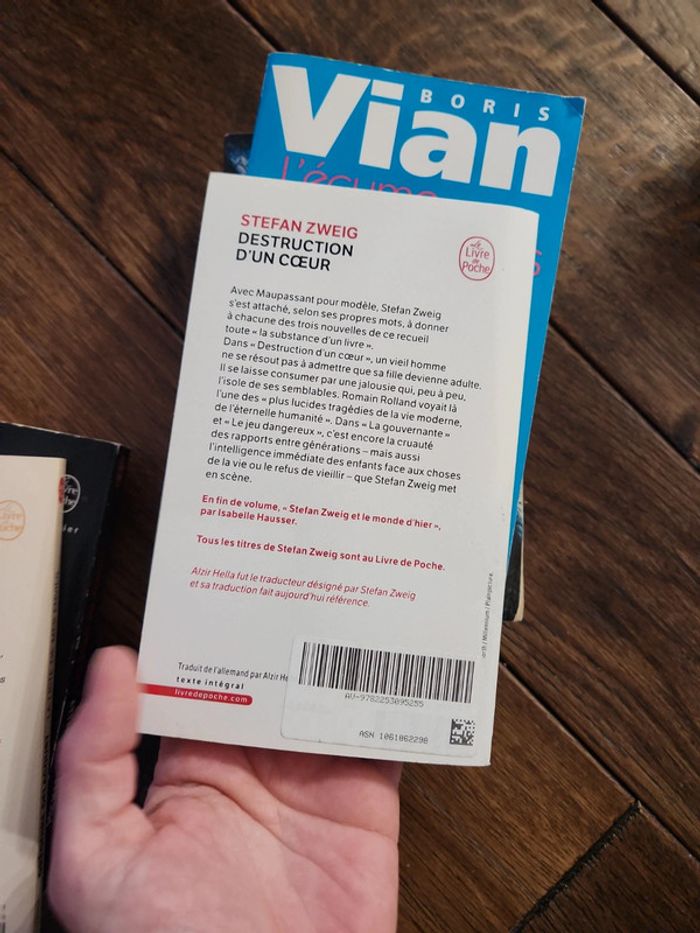 BORIS
Vian
L'écume
S
STEFAN ZWEIG
DESTRUCTION
D'UN CŒUR
Le
Livre
de
Poche
Avec Maupassant pour modèle, Stefan Zweig
s'est attaché, selon ses propres mots, à donner
à chacune des trois nouvelles de ce recueil
toute « la substance d'un livre ».
Dans « Destruction d'un cœur », un vieil homme
ne se résout pas à admettre que sa fille devienne adulte.
Il se laisse consumer par une jalousie qui, peu à peu,
l'isole de ses semblables. Romain Rolland voyait là
l'une des « plus lucides tragédies de la vie moderne,
de l'éternelle humanité ». Dans « La gouvernante »
et « Le jeu dangereux », c'est encore la cruauté
des rapports entre générations – mais aussi
l'intelligence immédiate des enfants face aux choses
de la vie ou le refus de vieillir – que Stefan Zweig met
en scène.
En fin de volume, « Stefan Zweig et le monde d'hier »,
par Isabelle Hausser.
Tous les titres de Stefan Zweig sont au Livre de Poche.
Alzir Hella fut le traducteur désigné par Stefan Zweig
et sa traduction fait aujourd'hui référence.
Traduit de l'allemand par Alzir He
texte intégral
livredepoche.com
AV-9782253095255
ASN 1061862298
orth / Millennium / Plainpicture.
Livre
Poche